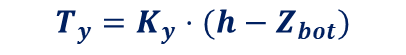 T_y = K_y · (h − Z_bot)